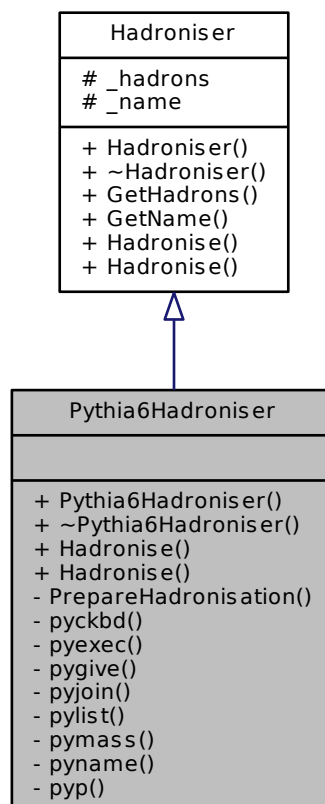 Hadroniser
# _hadrons
# _name
+ Hadroniser()
+ ~Hadroniser()
+ GetHadrons()
+ GetName()
+ Hadronise()
+ Hadronise()
Pythia6Hadroniser
+ Pythia6Hadroniser()
+ ~Pythia6Hadroniser()
+ Hadronise()
+ Hadronise()
- PrepareHadronisation()
- pyckbd()
- pyexec()
- pygive()
- pyjoin()
- pylist()
- pymass()
- pyname()
- pyp()